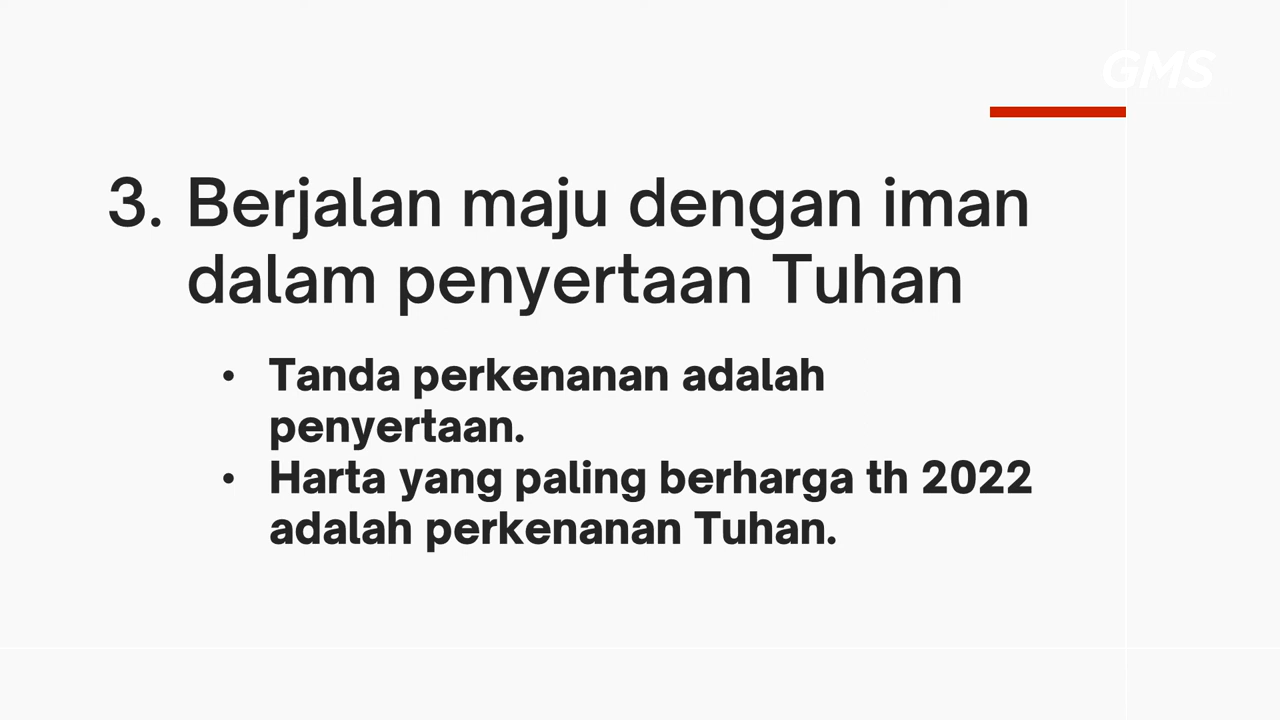 GMS
3. Berjalan maju dengan iman
dalam penyertaan Tuhan
• Tanda perkenanan adalah
penyertaan.
• Harta yang paling berharga th 2022
adalah perkenanan Tuhan.